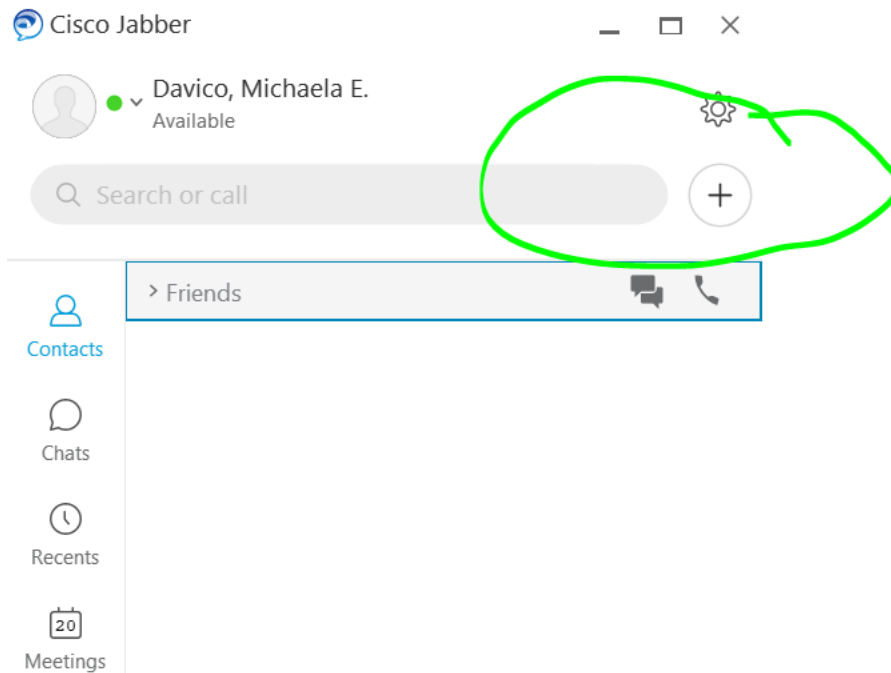 Cisco Jabber
Davico, Michaela E.
Available
Search or call
Friends
Contacts
Chats
Recents
20
Meetings